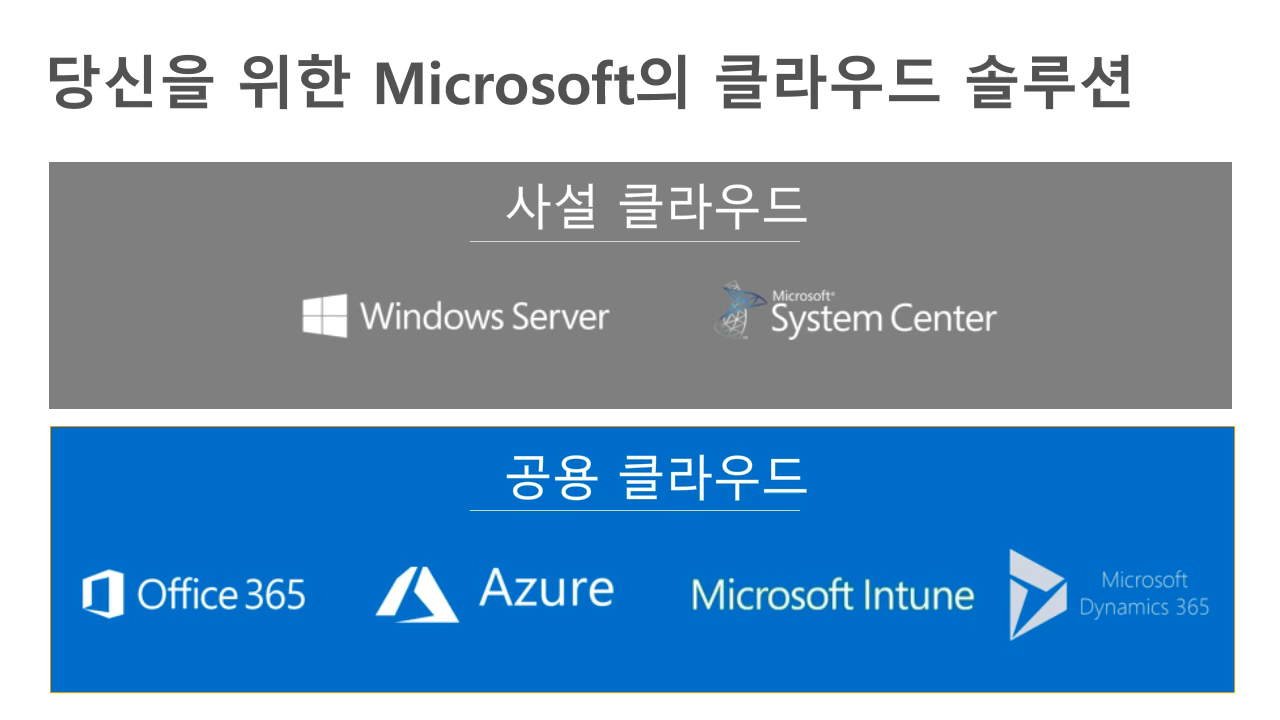 당신을 위한 Microsoft의 클라우드 솔루션
사설 클라우드
Windows Server
Microsoft®
System Center
공용 클라우드
Office 365
Azure
Microsoft Intune
Microsoft
Dynamics 365